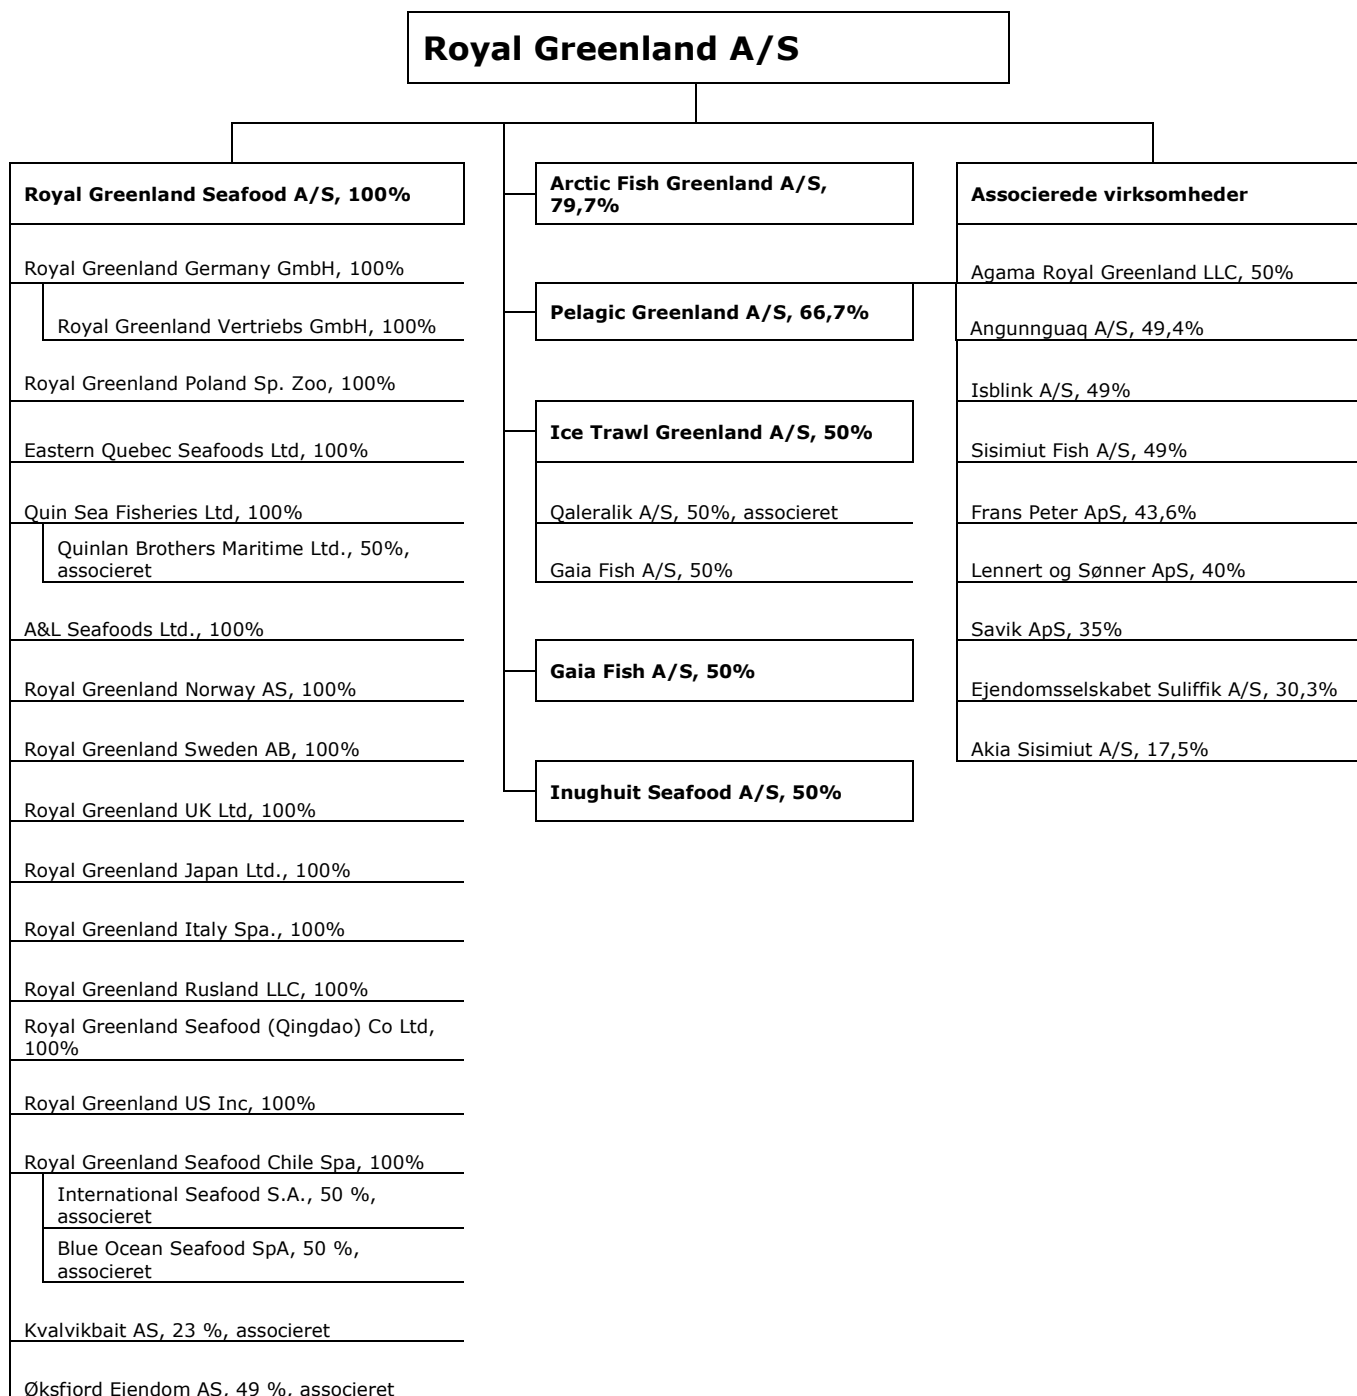 Royal Greenland A/S
Royal Greenland Seafood A/S, 100%
Royal Greenland Germany GmbH, 100%
Royal Greenland Vertriebs GmbH, 100%
Royal Greenland Poland Sp. Zoo, 100%
Eastern Quebec Seafoods Ltd, 100%
Quin Sea Fisheries Ltd, 100%
Quinlan Brothers Maritime Ltd., 50%,
associeret
A&L Seafoods Ltd., 100%
Royal Greenland Norway AS, 100%
Royal Greenland Sweden AB, 100%
Royal Greenland UK Ltd, 100%
Royal Greenland Japan Ltd., 100%
Royal Greenland Italy Spa., 100%
Royal Greenland Rusland LLC, 100%
Royal Greenland Seafood (Qingdao) Co Ltd,
100%
Royal Greenland US Inc, 100%
Royal Greenland Seafood Chile Spa, 100%
International Seafood S.A., 50 %,
associeret
Blue Ocean Seafood SpA, 50 %,
associeret
Kvalvikbait AS, 23 %, associeret
Øksfjord Eiendom AS, 49 %, associeret
Arctic Fish Greenland A/S,
79,7%
Pelagic Greenland A/S, 66,7%
Ice Trawl Greenland A/S, 50%
Qaleralik A/S, 50%, associeret
Gaia Fish A/S, 50%
Gaia Fish A/S, 50%
Inughuit Seafood A/S, 50%
Associerede virksomheder
Agama Royal Greenland LLC, 50%
Angunnguaq A/S, 49,4%
Isblink A/S, 49%
Sisimiut Fish A/S, 49%
Frans Peter ApS, 43,6%
Lennert og Sønner ApS, 40%
Savik ApS, 35%
Ejendomsselskabet Suliffik A/S, 30,3%
Akia Sisimiut A/S, 17,5%